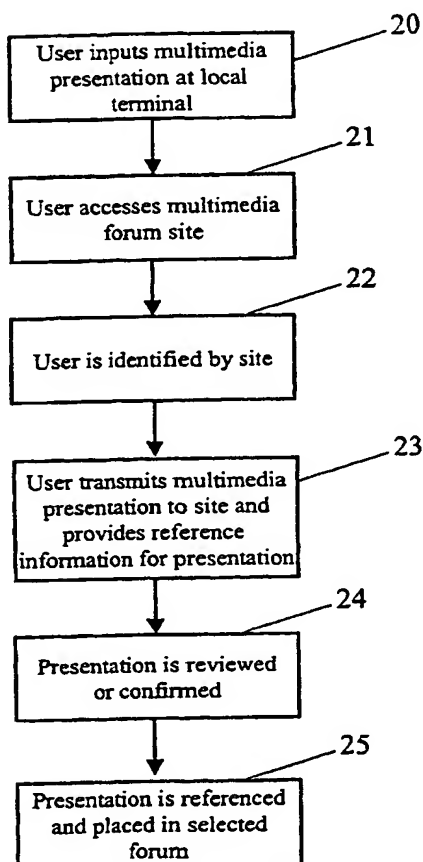 20
User inputs multimedia
presentation at local
terminal
21
User accesses multimedia
forum site
22
User is identified by site
23
User transmits multimedia
presentation to site and
provides reference
information for presentation
24
Presentation is reviewed
or confirmed
25
Presentation is referenced
and placed in selected
forum